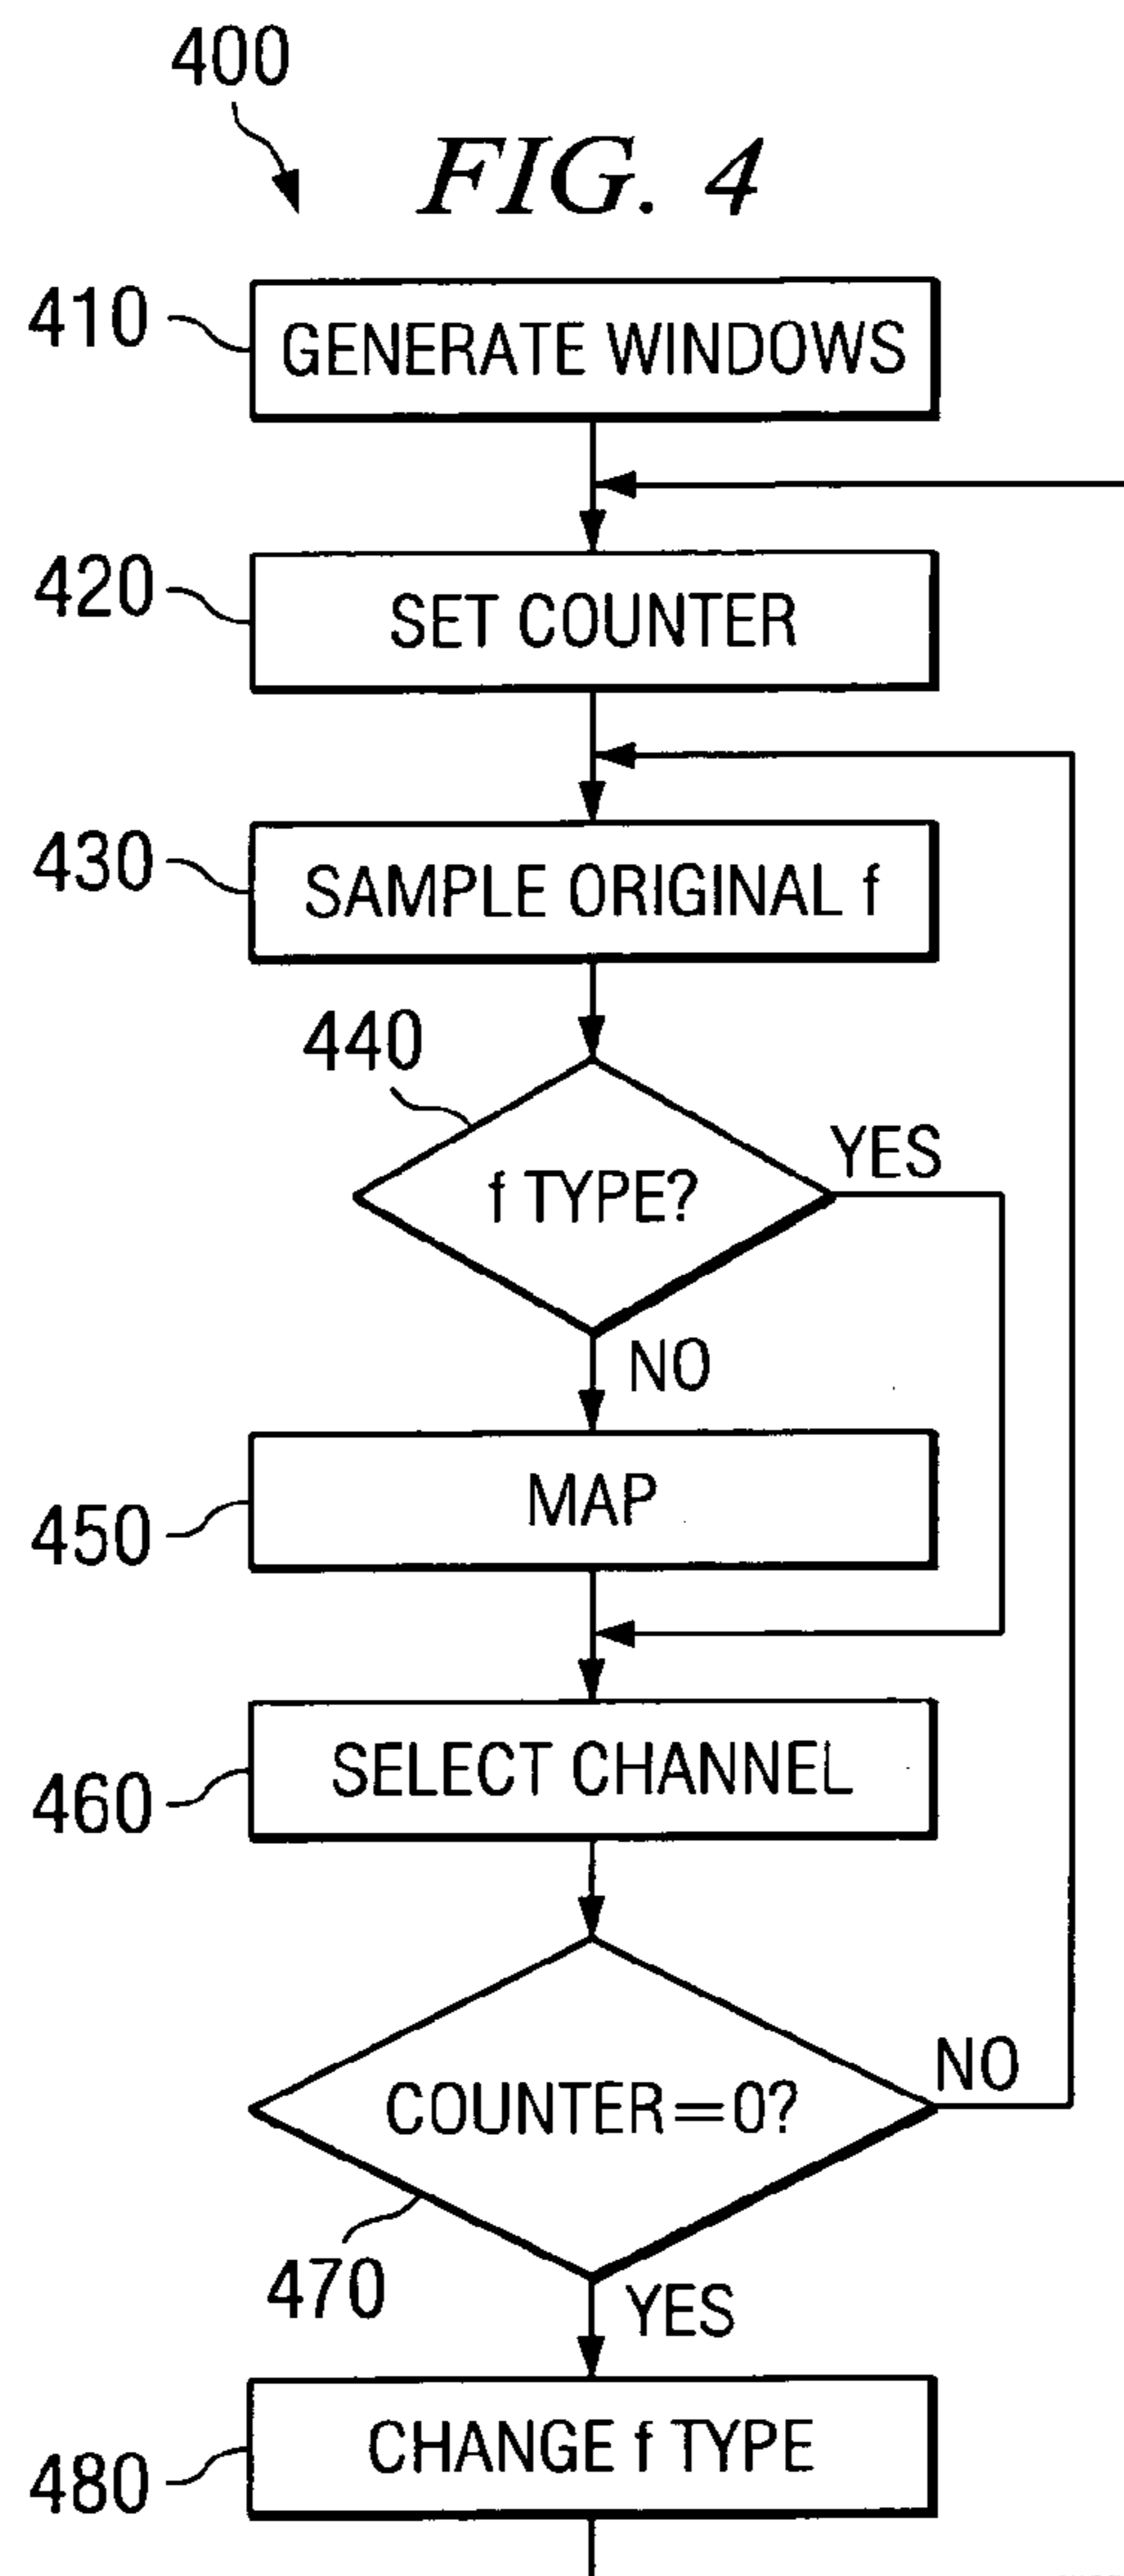 400
FIG. 4
410
GENERATE WINDOWS
420
SET COUNTER
430
SAMPLE ORIGINAL f
440
f TYPE?
YES
NO
450
MAP
460
SELECT CHANNEL
COUNTER=0?
NO
470
YES
480
CHANGE f TYPE